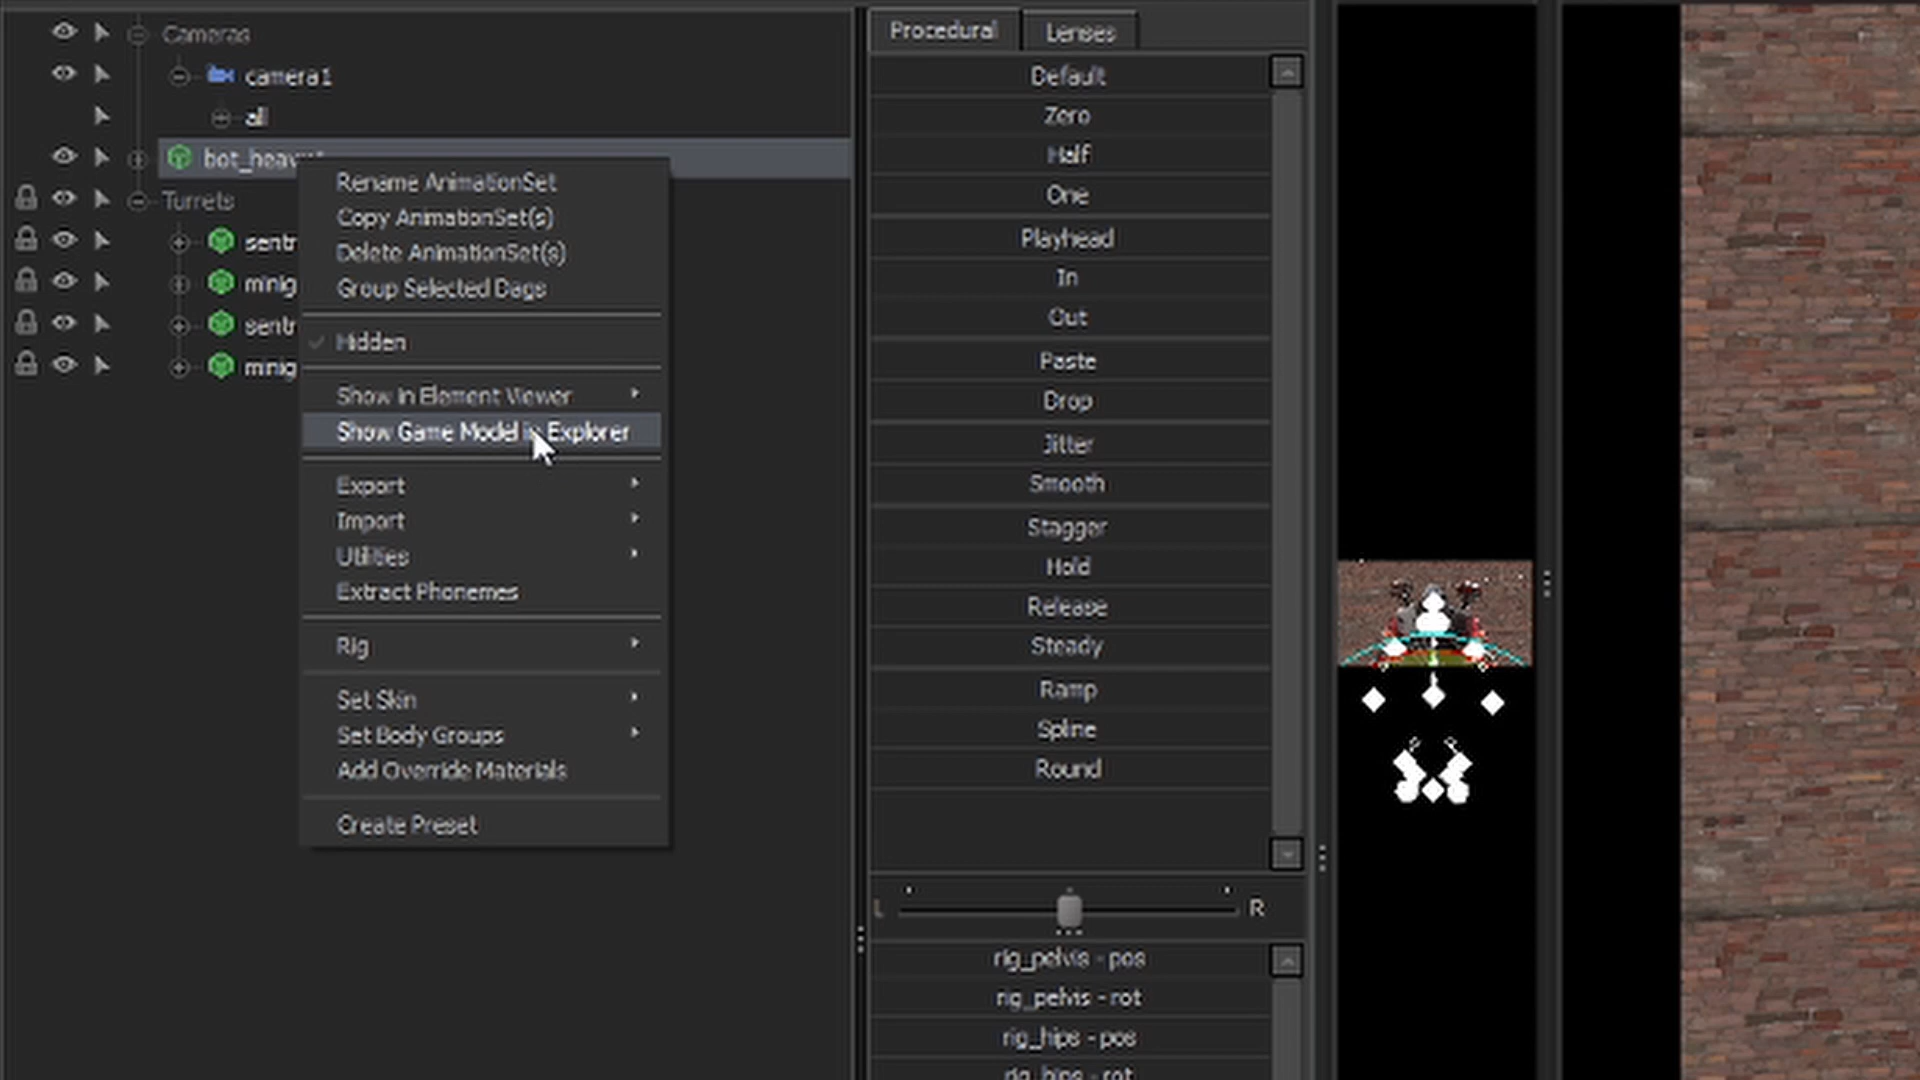 Cameras
camera1
all
Turrets
sentr
minig
sentr
minig
Rename AnimationSet
Copy AnimationSet(s)
Delete AnimationSet(s)
Group Selected Dags
Hidden
Show in Element Viewer
Show Game Model in Explorer
Export
Import
Utilities
Extract Phonemes
Rig
Set Skin
Set Body Groups
Add Override Materials
Create Preset
Procedural
Lenses
Default
Zero
Half
One
Playhead
In
Out
Paste
Drop
Jitter
Smooth
Stagger
Hold
Release
Steady
Ramp
Spline
Round
L
R
rig_pelvis - pos
rig_pelvis - rot
rig_hips - pos
rig_hips - rot